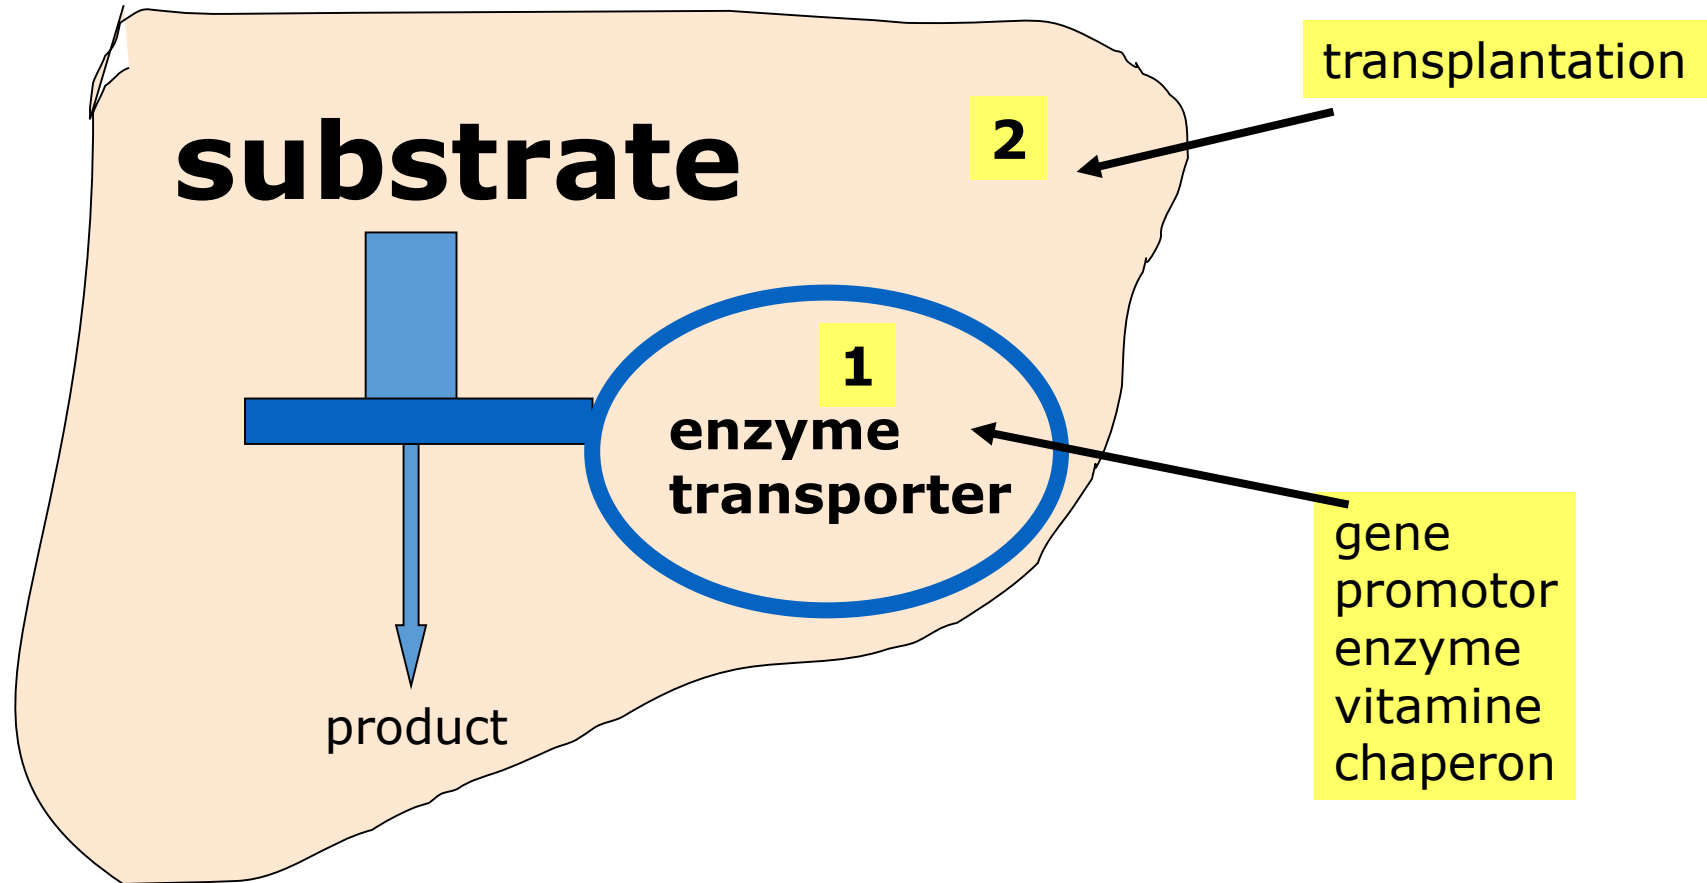 transplantation
2
substrate
1
enzyme
transporter
gene
promotor
enzyme
vitamine
chaperon
product